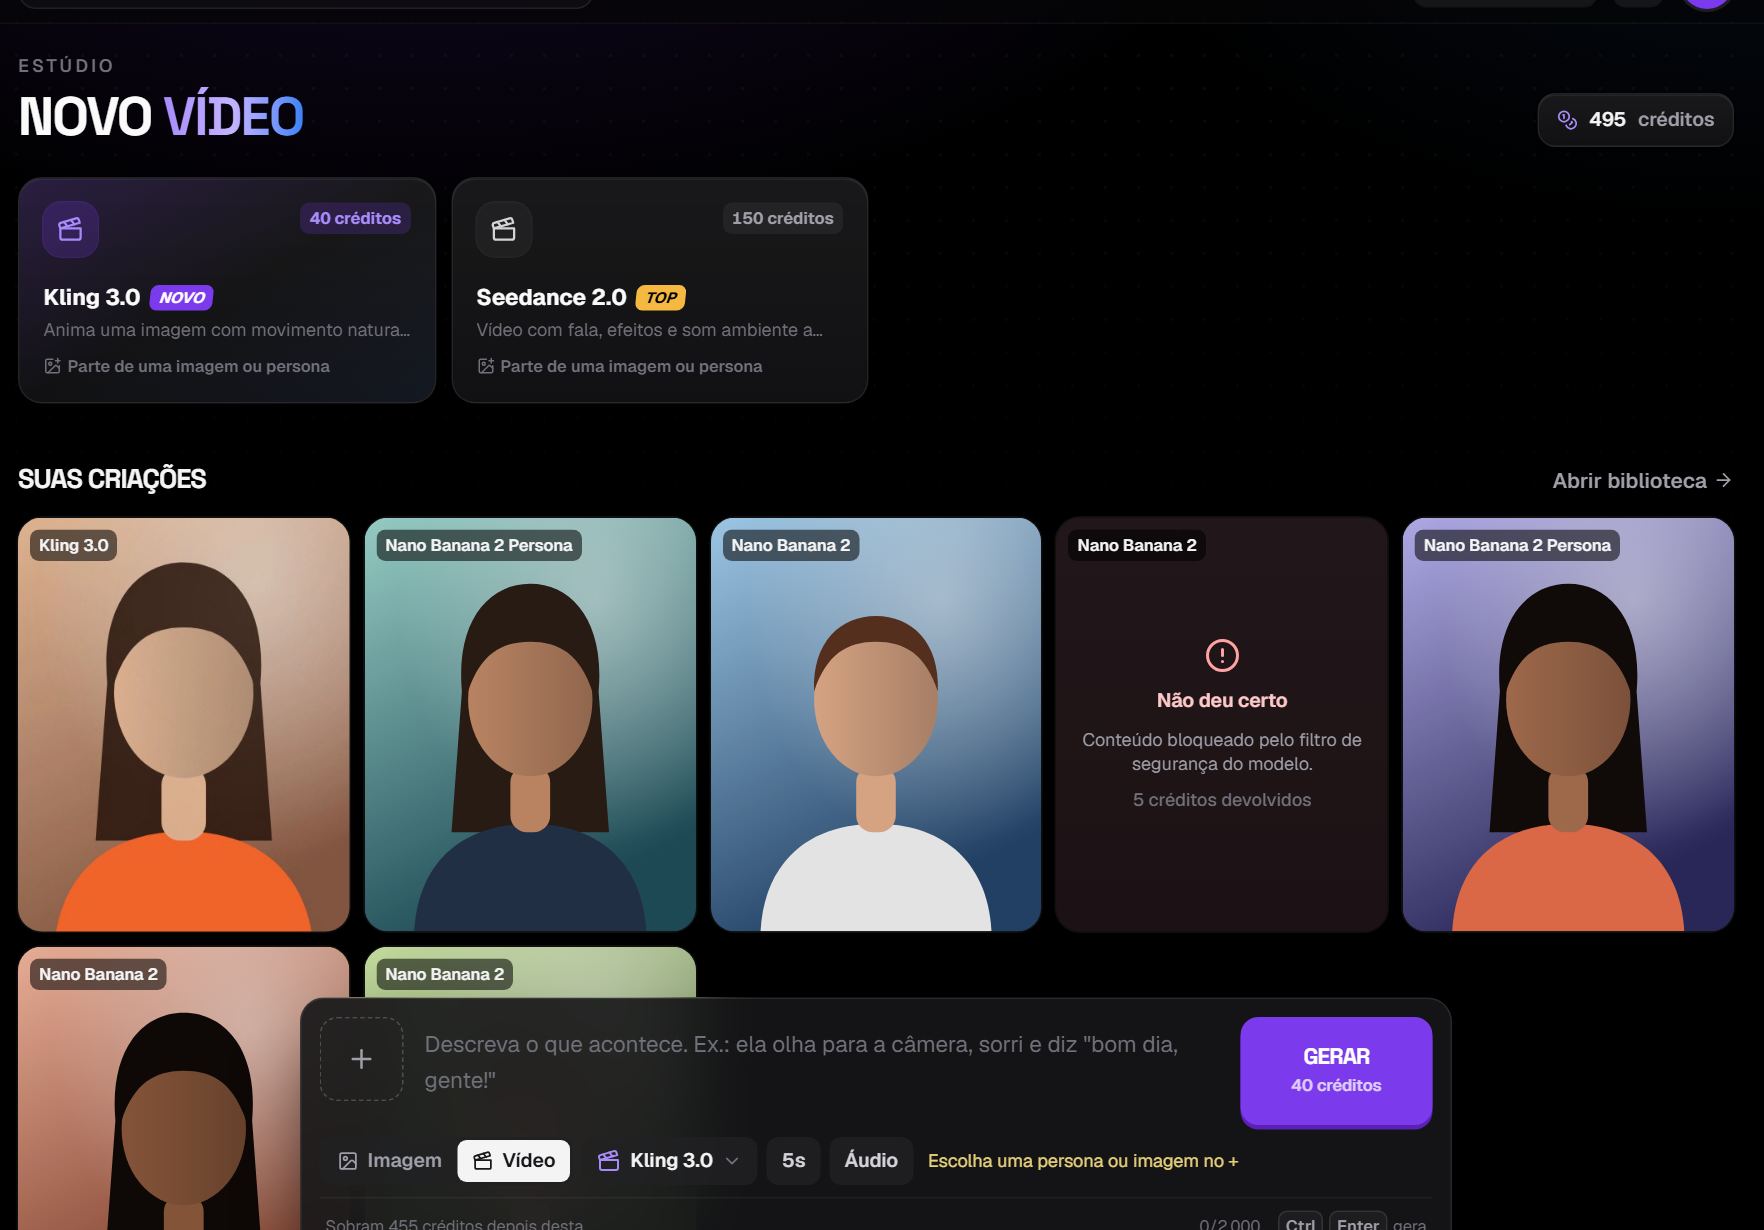 ESTÚDIO
NOVO VÍDEO
495 créditos
40 créditos
150 créditos
Kling 3.0 NOVO
Seedance 2.0 TOP
Anima uma imagem com movimento natura...
Vídeo com fala, efeitos e som ambiente a...
Parte de uma imagem ou persona
Parte de uma imagem ou persona
SUAS CRIAÇÕES
Abrir biblioteca →
Kling 3.0
Nano Banana 2 Persona
Nano Banana 2
Nano Banana 2
Nano Banana 2 Persona
Não deu certo
Conteúdo bloqueado pelo filtro de
segurança do modelo.
5 créditos devolvidos
Nano Banana 2
Nano Banana 2
Descreva o que acontece. Ex.: ela olha para a câmera, sorri e diz "bom dia,
gente!"
GERAR
40 créditos
Imagem
Vídeo
Kling 3.0
5s
Áudio
Escolha uma persona ou imagem no +
Sobram 455 créditos depois desta
0/2.000
Ctrl Enter gera